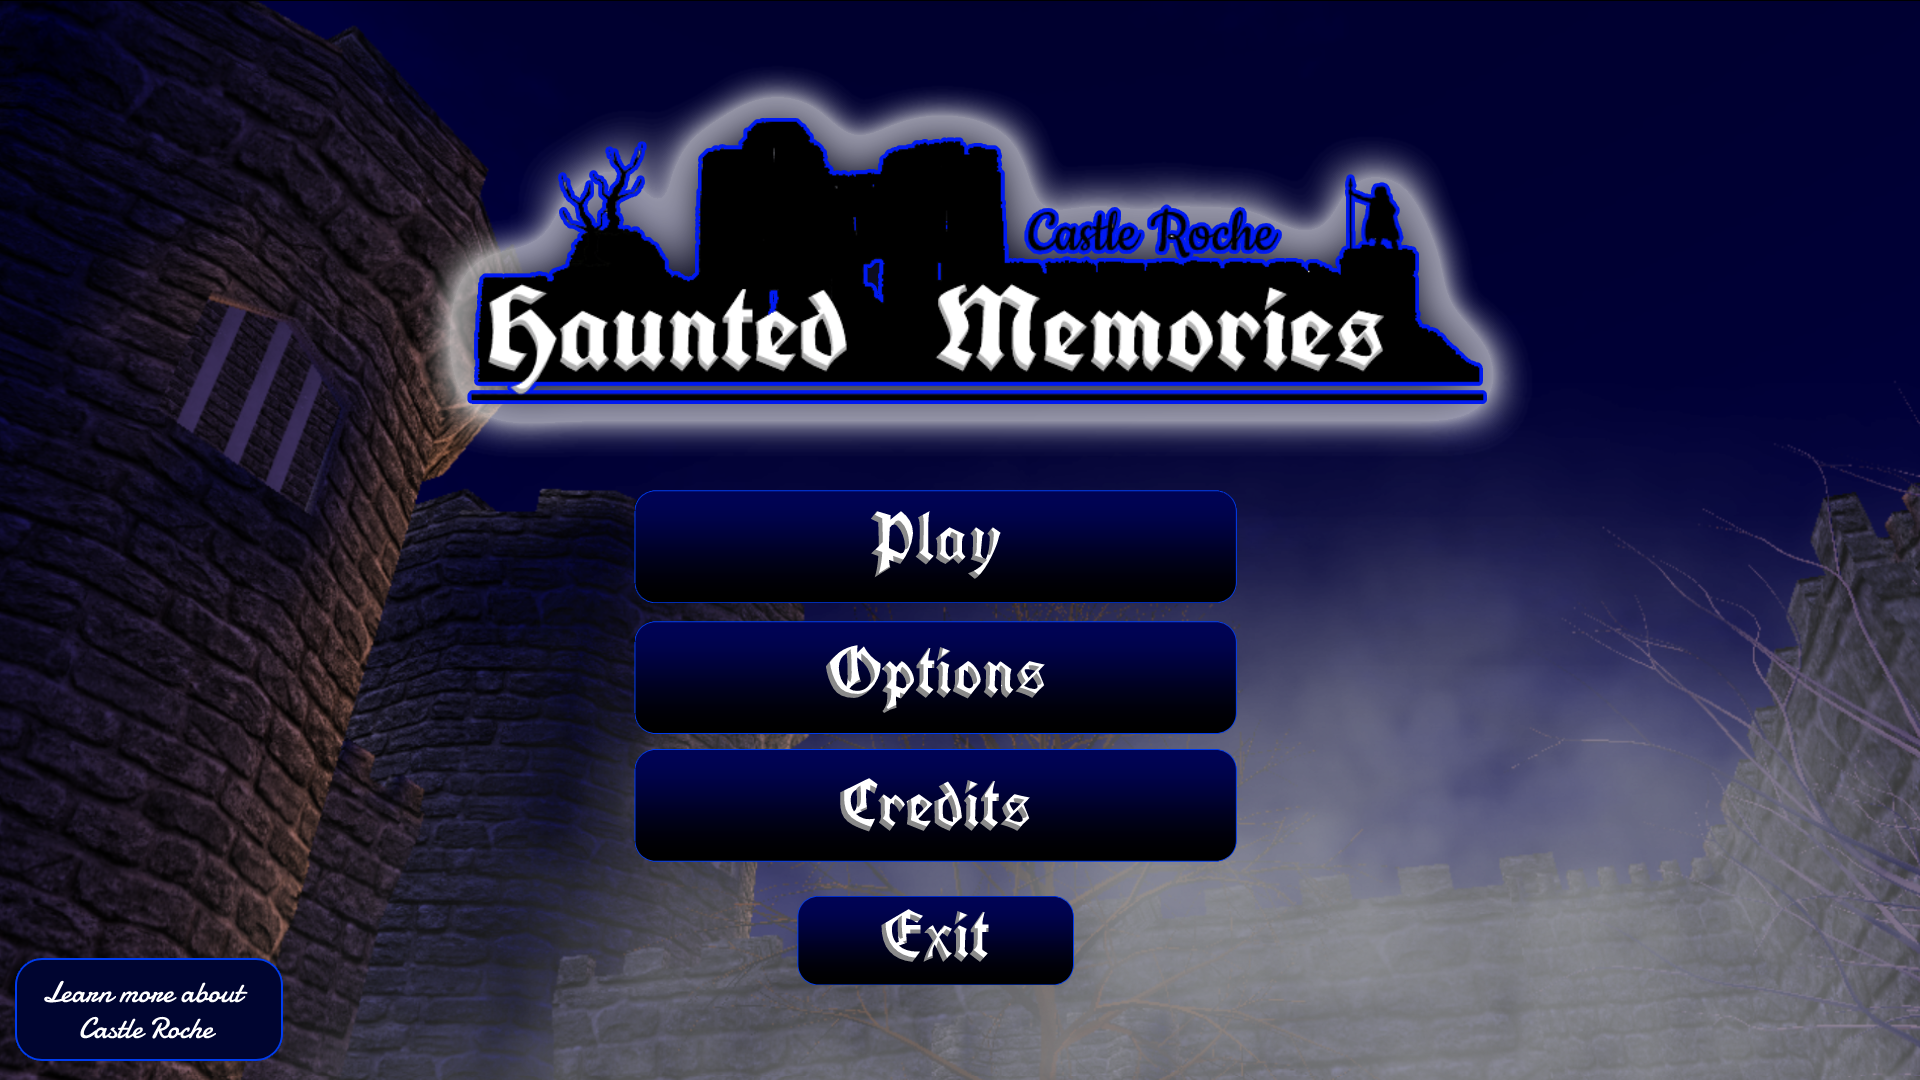 Castle Roche
Haunted Memories
Play
Options
Credits
Exit
Learn more about
Castle Roche